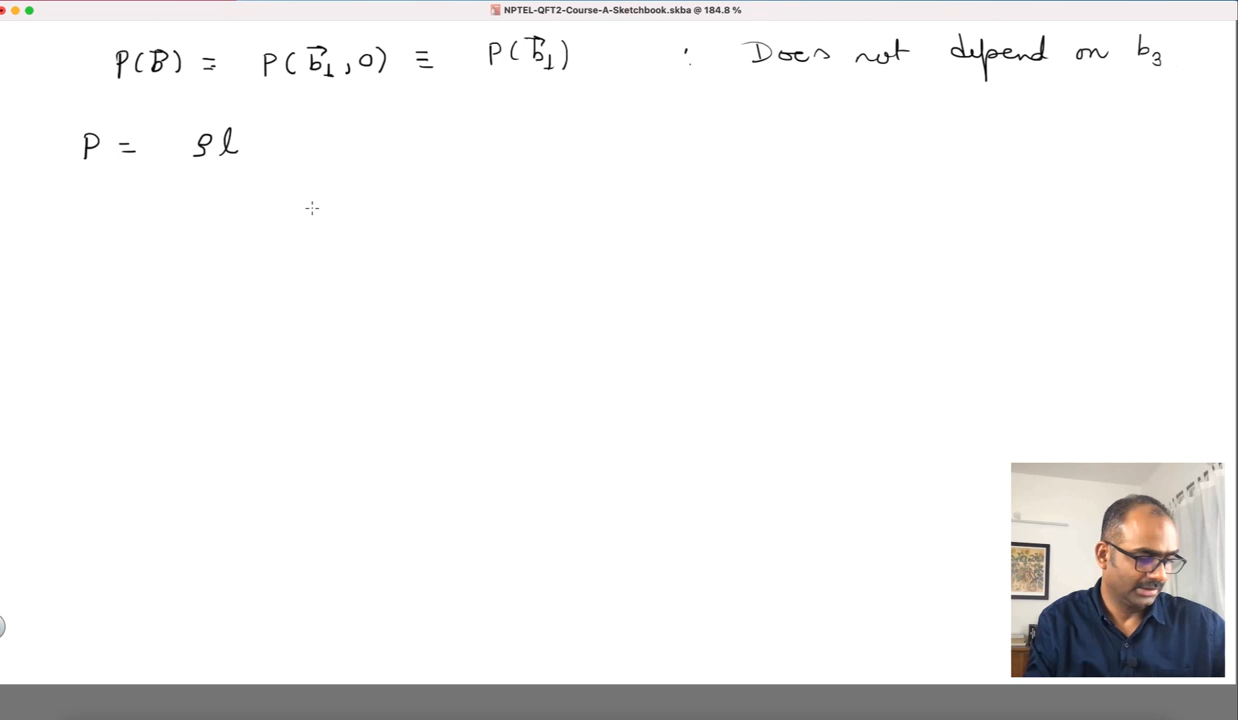 NPTEL-QFT2-Course-A-Sketchbook.skba @ 184.8 %
P(B⃗) = P(b⃗⊥, 0) ≡ P(b⃗⊥) : Does not depend on b₃
P = ρl